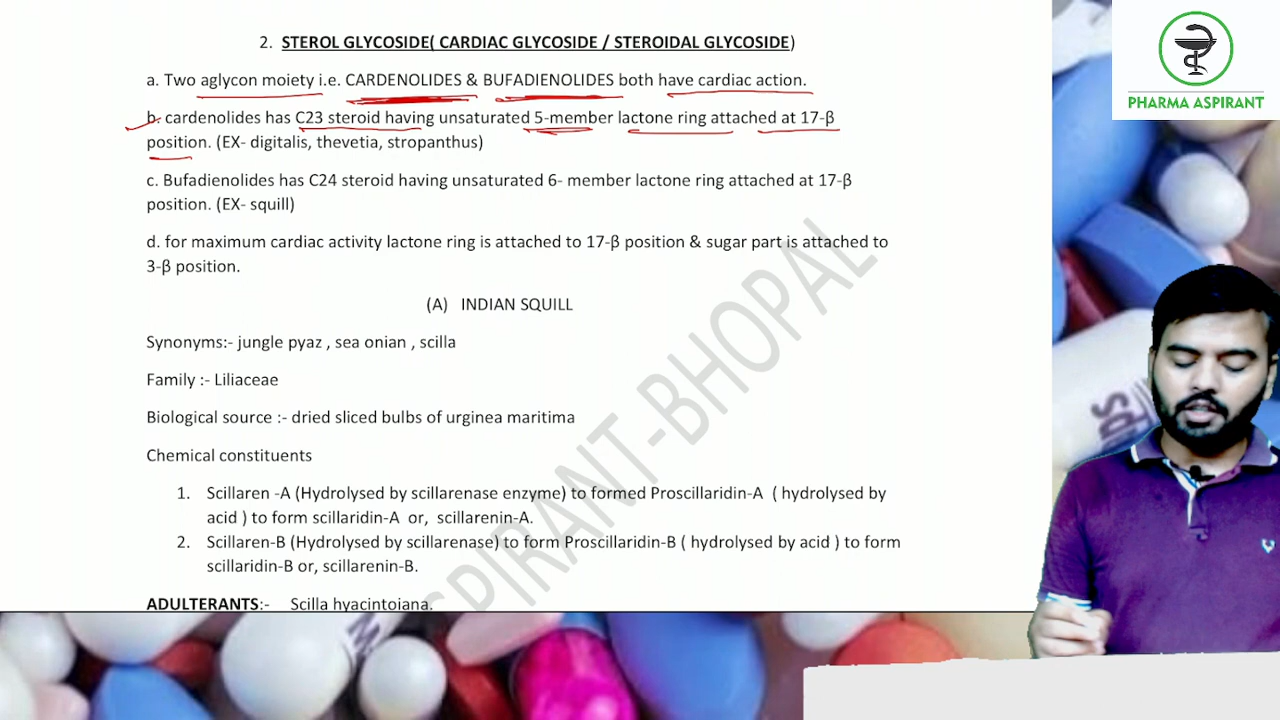 2. STEROL GLYCOSIDE( CARDIAC GLYCOSIDE / STEROIDAL GLYCOSIDE)
PHARMA ASPIRANT
a. Two aglycon moiety i.e. CARDENOLIDES & BUFADIENOLIDES both have cardiac action.
b. cardenolides has C23 steroid having unsaturated 5-member lactone ring attached at 17-β
position. (EX- digitalis, thevetia, stropanthus)
c. Bufadienolides has C24 steroid having unsaturated 6- member lactone ring attached at 17-β
position. (EX- squill)
d. for maximum cardiac activity lactone ring is attached to 17-β position & sugar part is attached to
3-β position.
(A) INDIAN SQUILL
Synonyms:- jungle pyaz , sea onian , scilla
Family :- Liliaceae
Biological source :- dried sliced bulbs of urginea maritima
Chemical constituents
1. Scillaren -A (Hydrolysed by scillarenase enzyme) to formed Proscillaridin-A ( hydrolysed by
acid ) to form scillaridin-A or, scillarenin-A.
2. Scillaren-B (Hydrolysed by scillarenase) to form Proscillaridin-B ( hydrolysed by acid ) to form
scillaridin-B or, scillarenin-B.
ADULTERANTS:- Scilla hyacintoiana.
ASPIRANT-BHOPAL